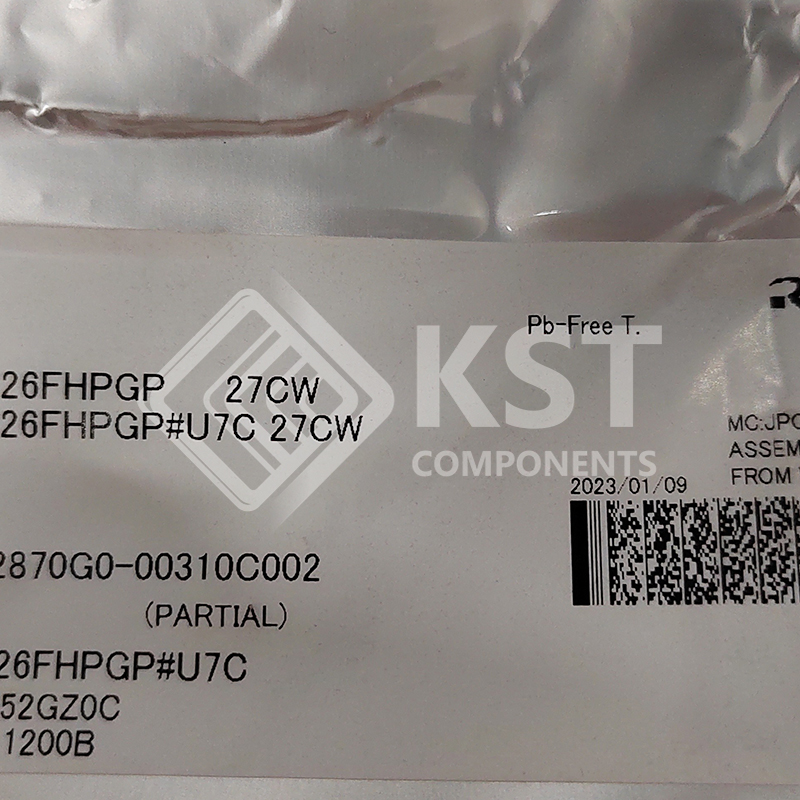 Pb-Free T.
26FHPGP 27CW
26FHPGP#U7C 27CW
KST
COMPONENTS
MC:JPC
ASSEM
FROM
2023/01/09
2870G0-00310C002
(PARTIAL)
26FHPGP#U7C
52GZ0C
1200B